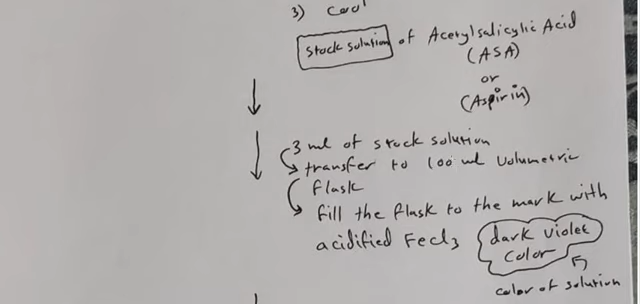 3) Cool
stock solution of Acetylsalicylic Acid
(ASA)
or
(Aspirin)
3 ml of stock solution
transfer to 100 ml volumetric
flask
fill the flask to the mark with
acidified FeCl3 dark violet
color
color of solution